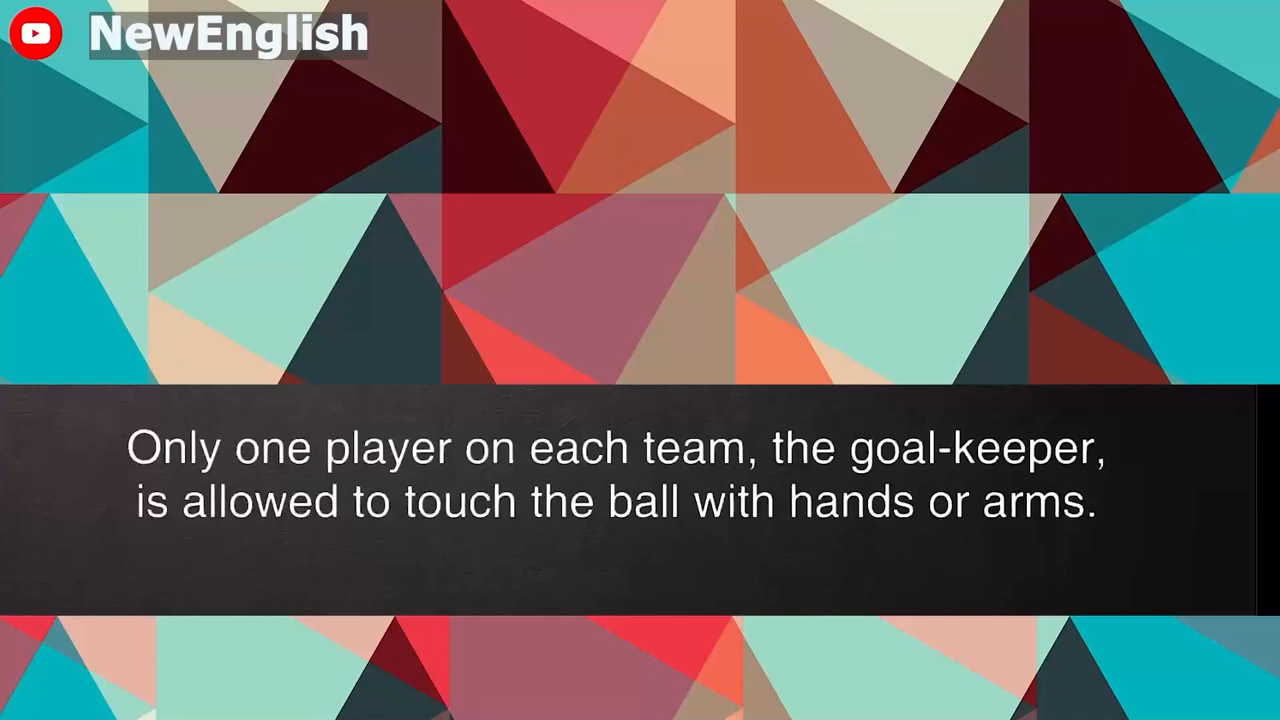 NewEnglish
Only one player on each team, the goal-keeper,
is allowed to touch the ball with hands or arms.